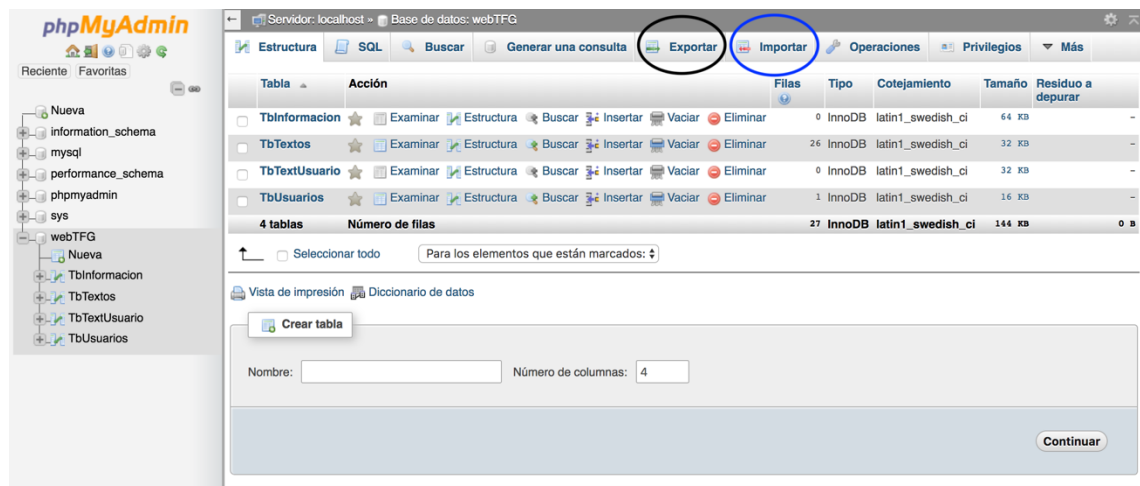 phpMyAdmin
Reciente Favoritas
Nueva
information_schema
mysql
performance_schema
phpmyadmin
sys
webTFG
Nueva
TbInformacion
TbTextos
TbTextUsuario
TbUsuarios
Servidor: localhost » Base de datos: webTFG
Estructura SQL Buscar Generar una consulta Exportar Importar Operaciones Privilegios Más
Tabla Acción Filas Tipo Cotejamiento Tamaño Residuo a depurar
TbInformacion Examinar Estructura Buscar Insertar Vaciar Eliminar 0 InnoDB latin1_swedish_ci 64 KB -
TbTextos Examinar Estructura Buscar Insertar Vaciar Eliminar 26 InnoDB latin1_swedish_ci 32 KB -
TbTextUsuario Examinar Estructura Buscar Insertar Vaciar Eliminar 0 InnoDB latin1_swedish_ci 32 KB -
TbUsuarios Examinar Estructura Buscar Insertar Vaciar Eliminar 1 InnoDB latin1_swedish_ci 16 KB -
4 tablas Número de filas 27 InnoDB latin1_swedish_ci 144 KB 0 B
Seleccionar todo Para los elementos que están marcados:
Vista de impresión Diccionario de datos
Crear tabla
Nombre: Número de columnas: 4
Continuar